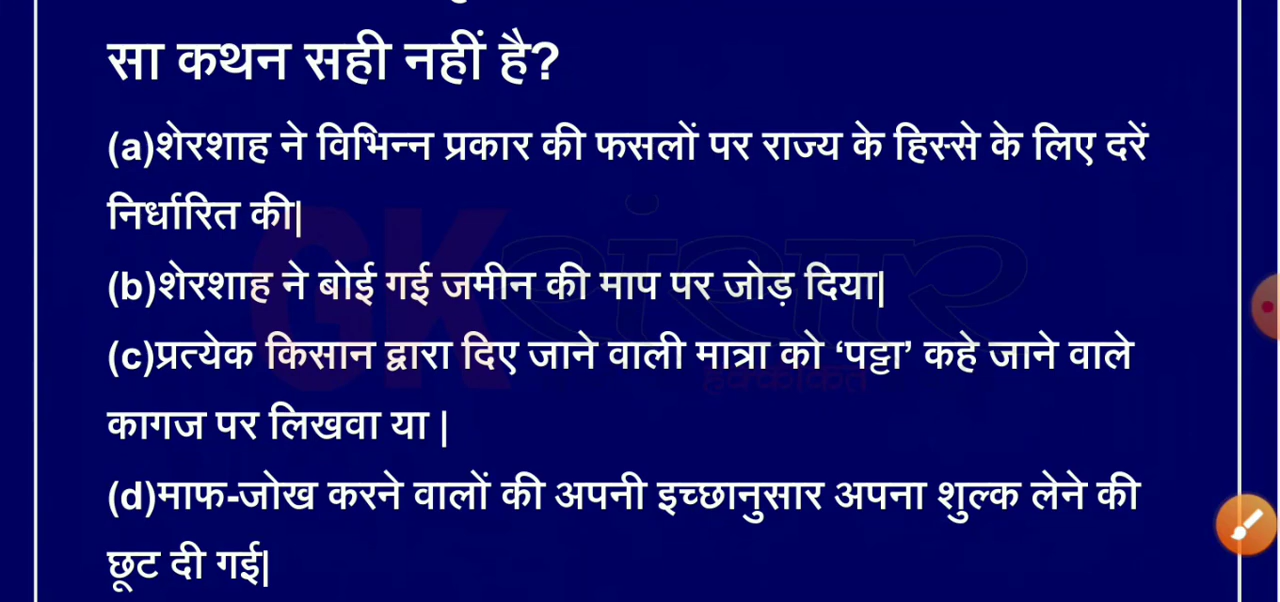 सा कथन सही नहीं है?
(a)शेरशाह ने विभिन्न प्रकार की फसलों पर राज्य के हिस्से के लिए दरें
निर्धारित की|
(b)शेरशाह ने बोई गई जमीन की माप पर जोड़ दिया|
(c)प्रत्येक किसान द्वारा दिए जाने वाली मात्रा को ‘पट्टा’ कहे जाने वाले
कागज पर लिखवा या |
(d)माफ-जोख करने वालों की अपनी इच्छानुसार अपना शुल्क लेने की
छूट दी गई|